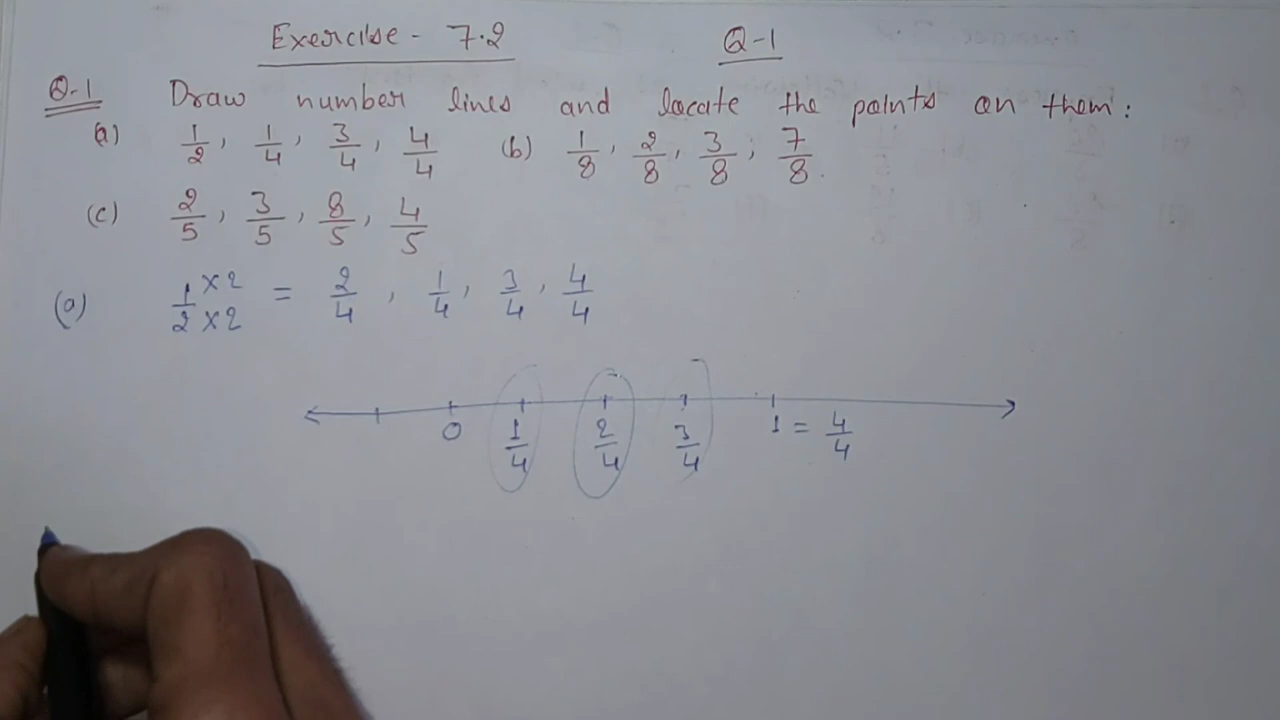 Exercise - 7.2 Q-1
Q-1 Draw number lines and locate the points on them:
(a) 1/2, 1/4, 3/4, 4/4 (b) 1/8, 2/8, 3/8, 7/8.
(c) 2/5, 3/5, 8/5, 4/5
(a) 1/2 ×2/×2 = 2/4, 1/4, 3/4, 4/4
0 1/4 2/4 3/4 1 = 4/4